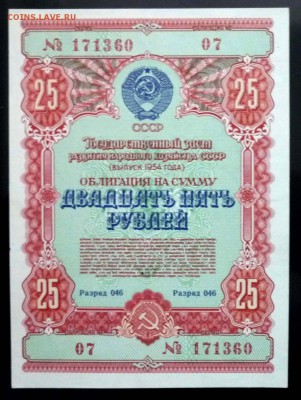 COINS.LAVE.RU
№ 171360 07
25 25
СССР
Государственный заем
развития народного хозяйства СССР
(ВЫПУСК 1954 ГОДА)
ОБЛИГАЦИЯ НА СУММУ
ДВАДЦАТЬ ПЯТЬ
РУБЛЕЙ
Разряд 046 Разряд 046
25 25
07 № 171360